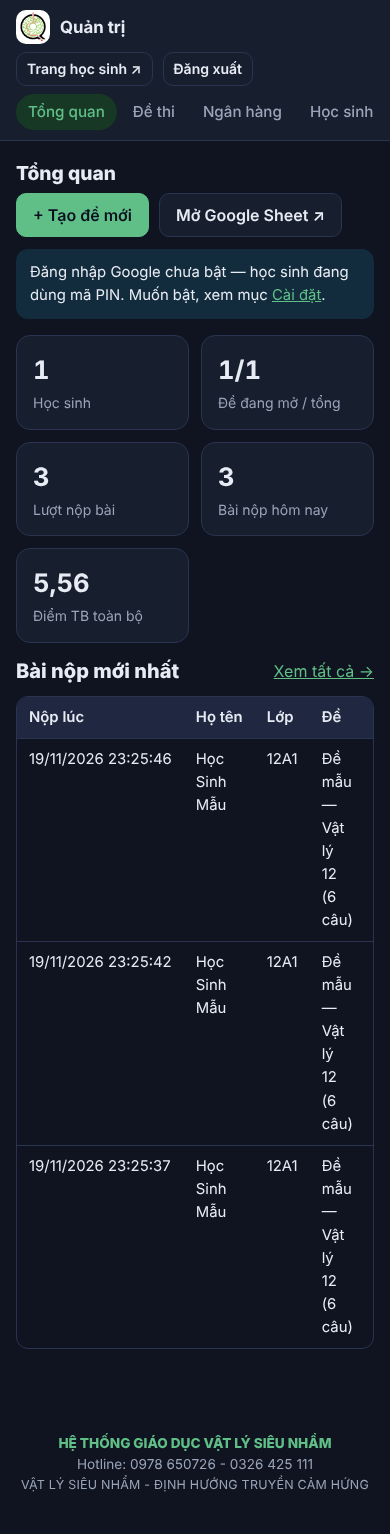 Quản trị
Trang học sinh ↗ Đăng xuất
Tổng quan Đề thi Ngân hàng Học sinh
Tổng quan
+ Tạo đề mới Mở Google Sheet ↗
Đăng nhập Google chưa bật — học sinh đang
dùng mã PIN. Muốn bật, xem mục Cài đặt.
1 1/1
Học sinh Đề đang mở / tổng
3 3
Lượt nộp bài Bài nộp hôm nay
5,56
Điểm TB toàn bộ
Bài nộp mới nhất Xem tất cả →
Nộp lúc Họ tên Lớp Đề
19/11/2026 23:25:46 Học 12A1 Đề
Sinh mẫu
Mẫu —
Vật
lý
12
(6
câu)
19/11/2026 23:25:42 Học 12A1 Đề
Sinh mẫu
Mẫu —
Vật
lý
12
(6
câu)
19/11/2026 23:25:37 Học 12A1 Đề
Sinh mẫu
Mẫu —
Vật
lý
12
(6
câu)
HỆ THỐNG GIÁO DỤC VẬT LÝ SIÊU NHẨM
Hotline: 0978 650726 - 0326 425 111
VẬT LÝ SIÊU NHẨM - ĐỊNH HƯỚNG TRUYỀN CẢM HỨNG